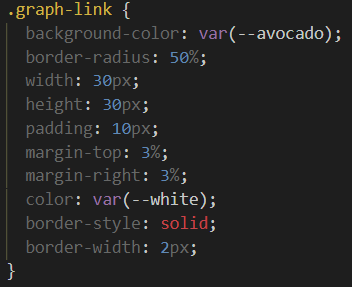 .graph-link {
background-color: var(--avocado);
border-radius: 50%;
width: 30px;
height: 30px;
padding: 10px;
margin-top: 3%;
margin-right: 3%;
color: var(--white);
border-style: solid;
border-width: 2px;
}